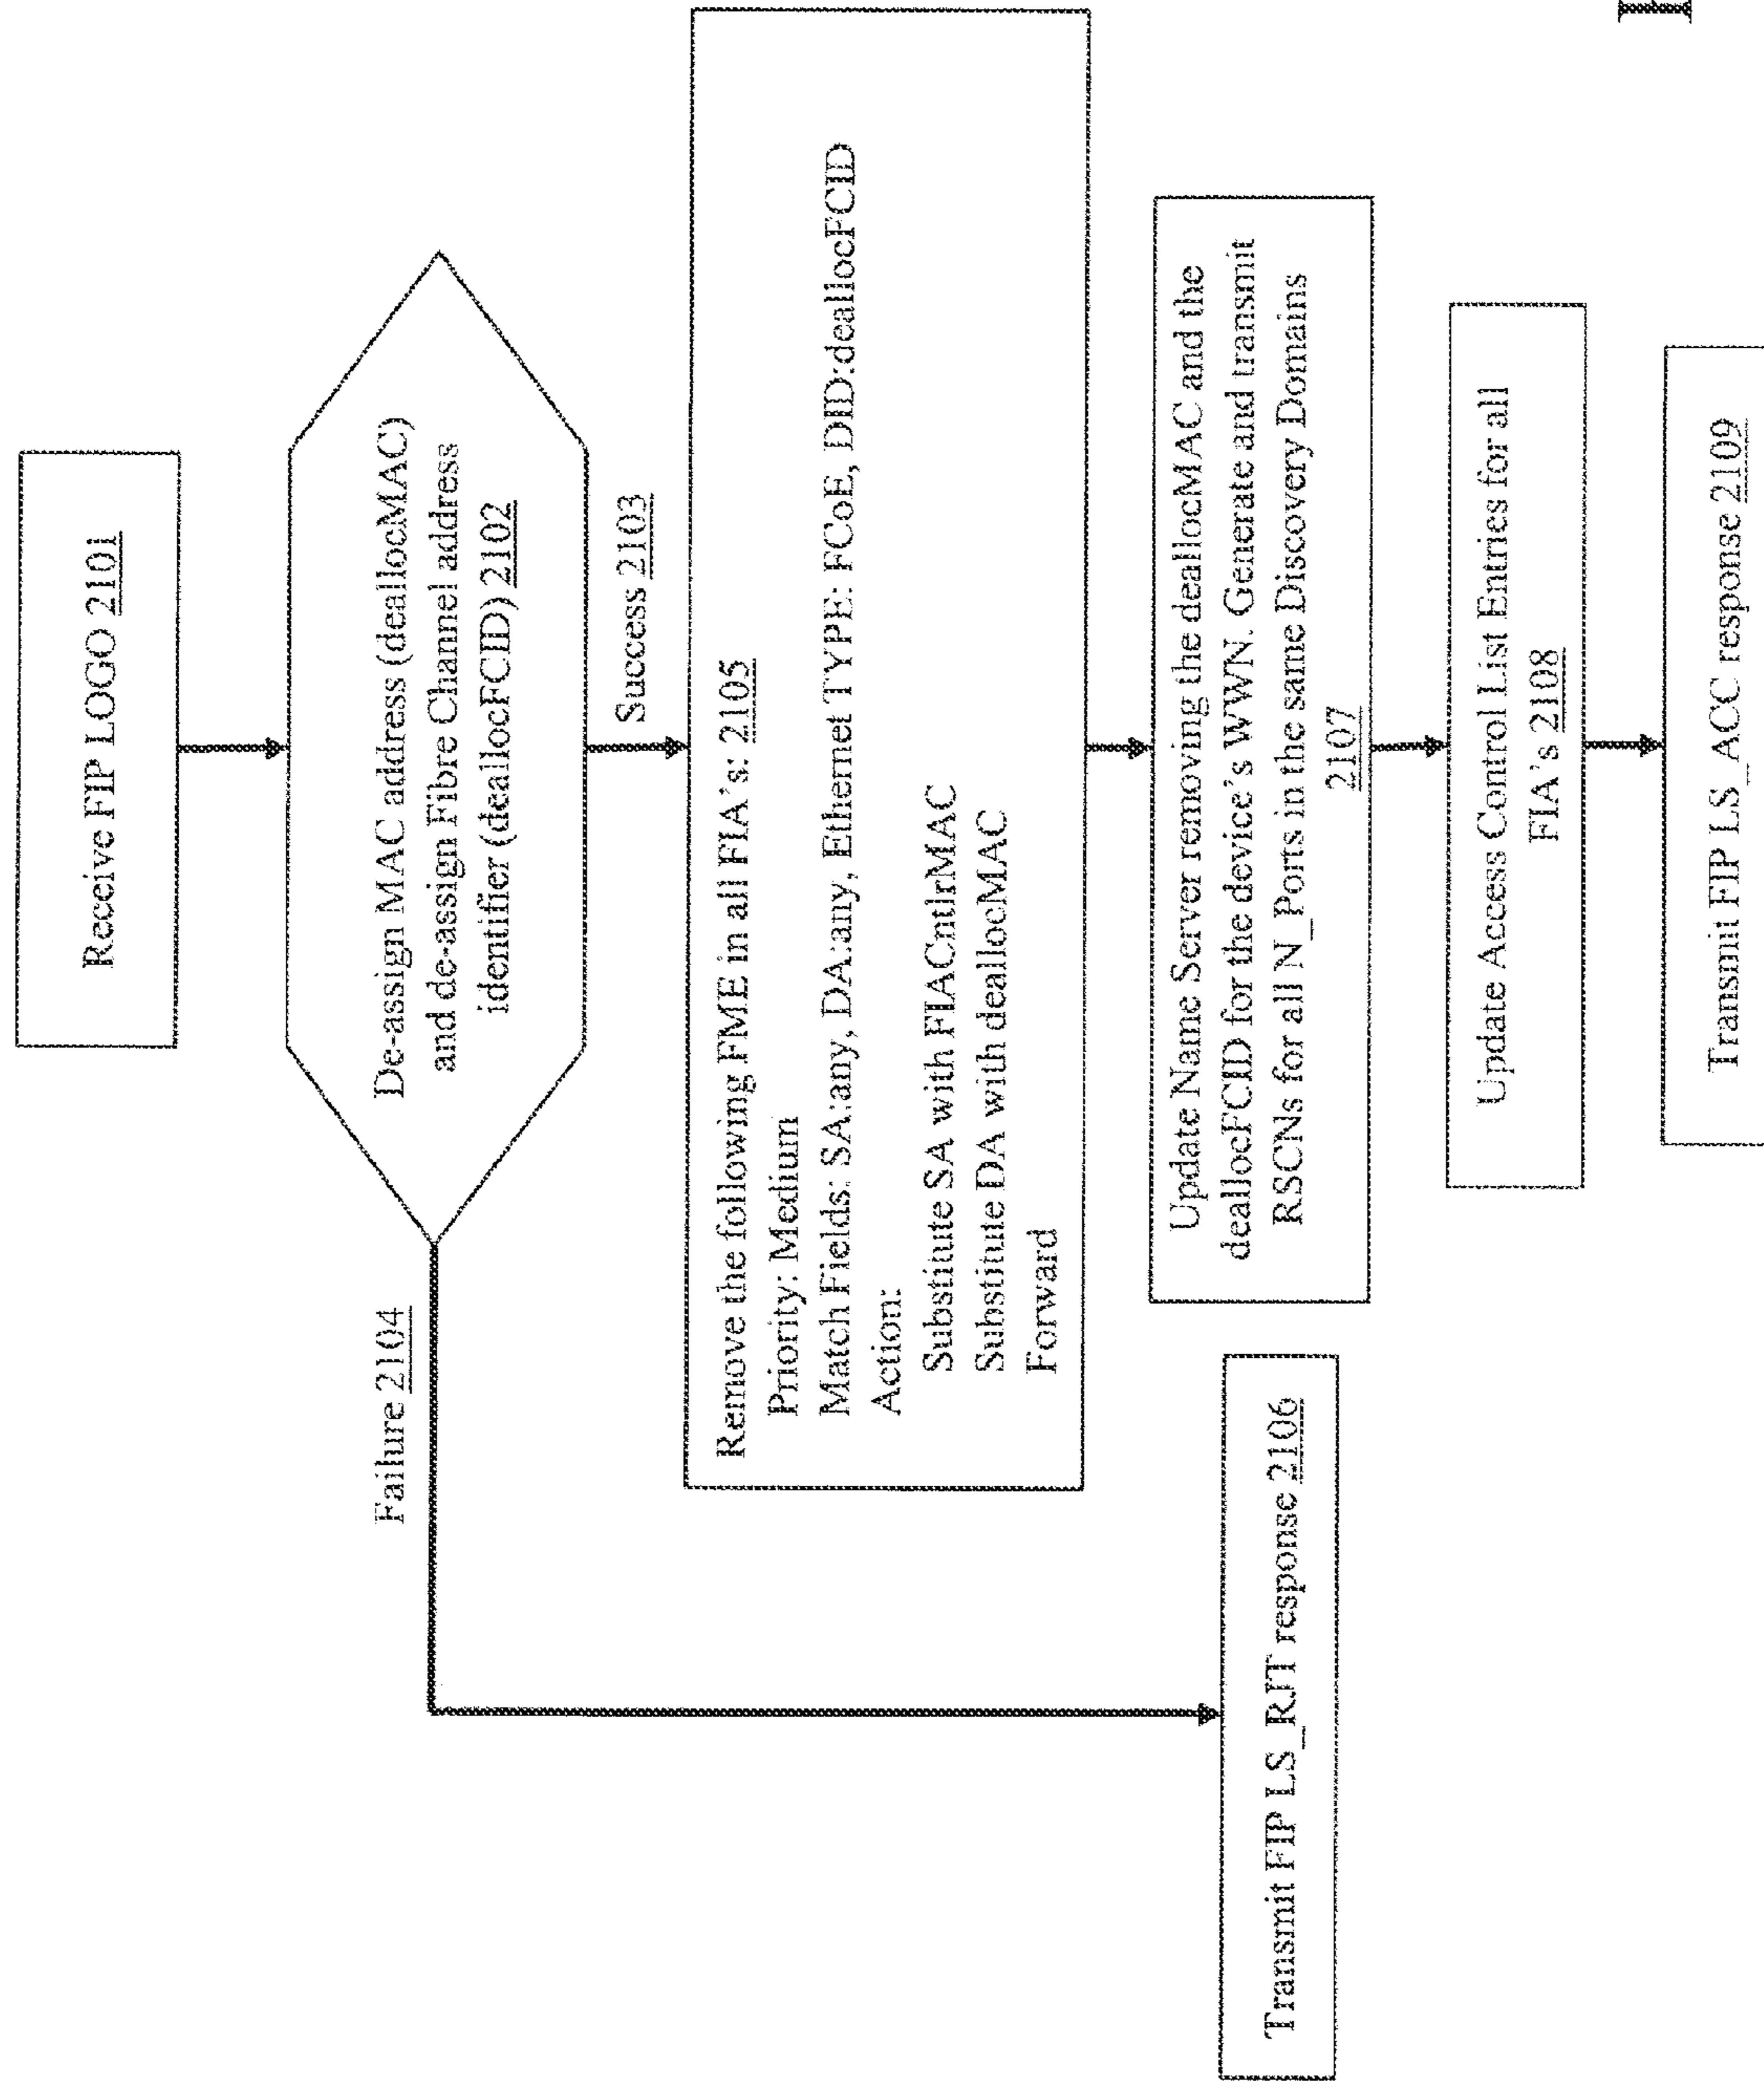 Receive FIP LOGO 2101
De-assign MAC address (deallocMAC)
and de-assign Fibre Channel address
identifier (deallocFCID) 2102
Success 2103
Failure 2104
Remove the following FME in all FIA's: 2105
Priority: Medium
Match Fields: SA:any, DA:any, Ethernet TYPE: FCoE, DID:deallocFCID
Action:
Substitute SA with FIACntlrMAC
Substitute DA with deallocMAC
Forward
Transmit FIP LS_RJT response 2106
Update Name Server removing the deallocMAC and the
deallocFCID for the device's WWN. Generate and transmit
RSCNs for all N_Ports in the same Discovery Domains
2107
Update Access Control List Entries for all
FIA's 2108
Transmit FIP LS_ACC response 2109